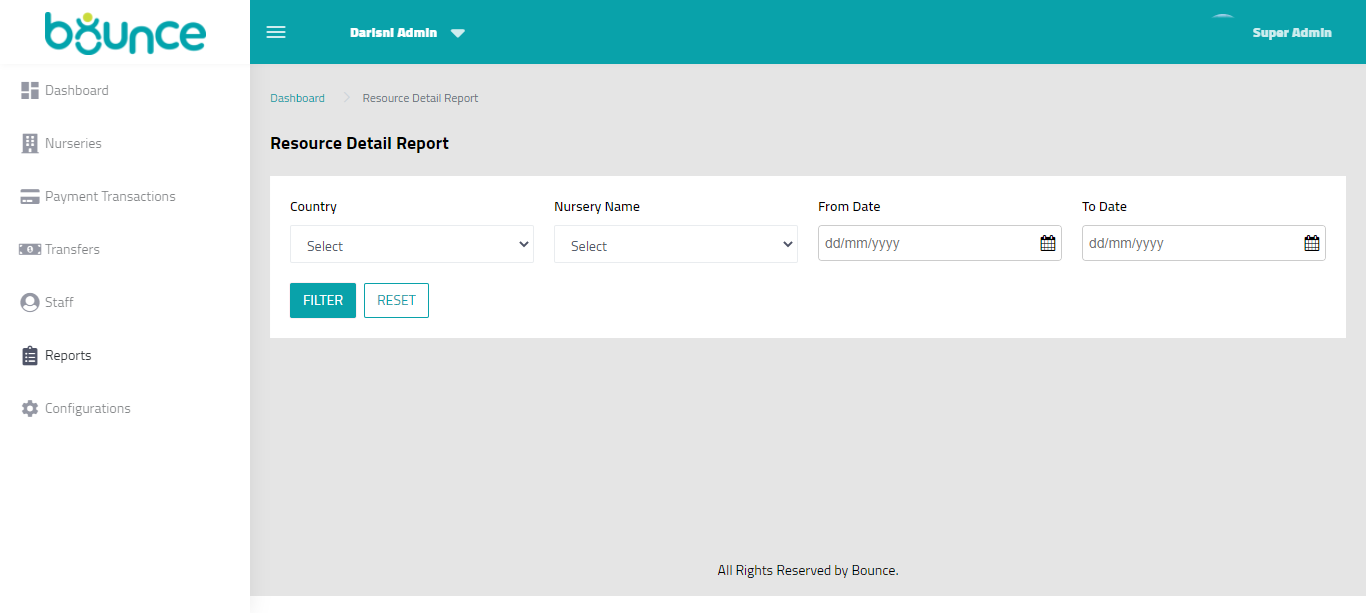 bounce
Darisni Admin
Super Admin
Dashboard
Nurseries
Payment Transactions
Transfers
Staff
Reports
Configurations
Dashboard > Resource Detail Report
Resource Detail Report
Country
Nursery Name
From Date
To Date
Select
Select
dd/mm/yyyy
dd/mm/yyyy
FILTER
RESET
All Rights Reserved by Bounce.